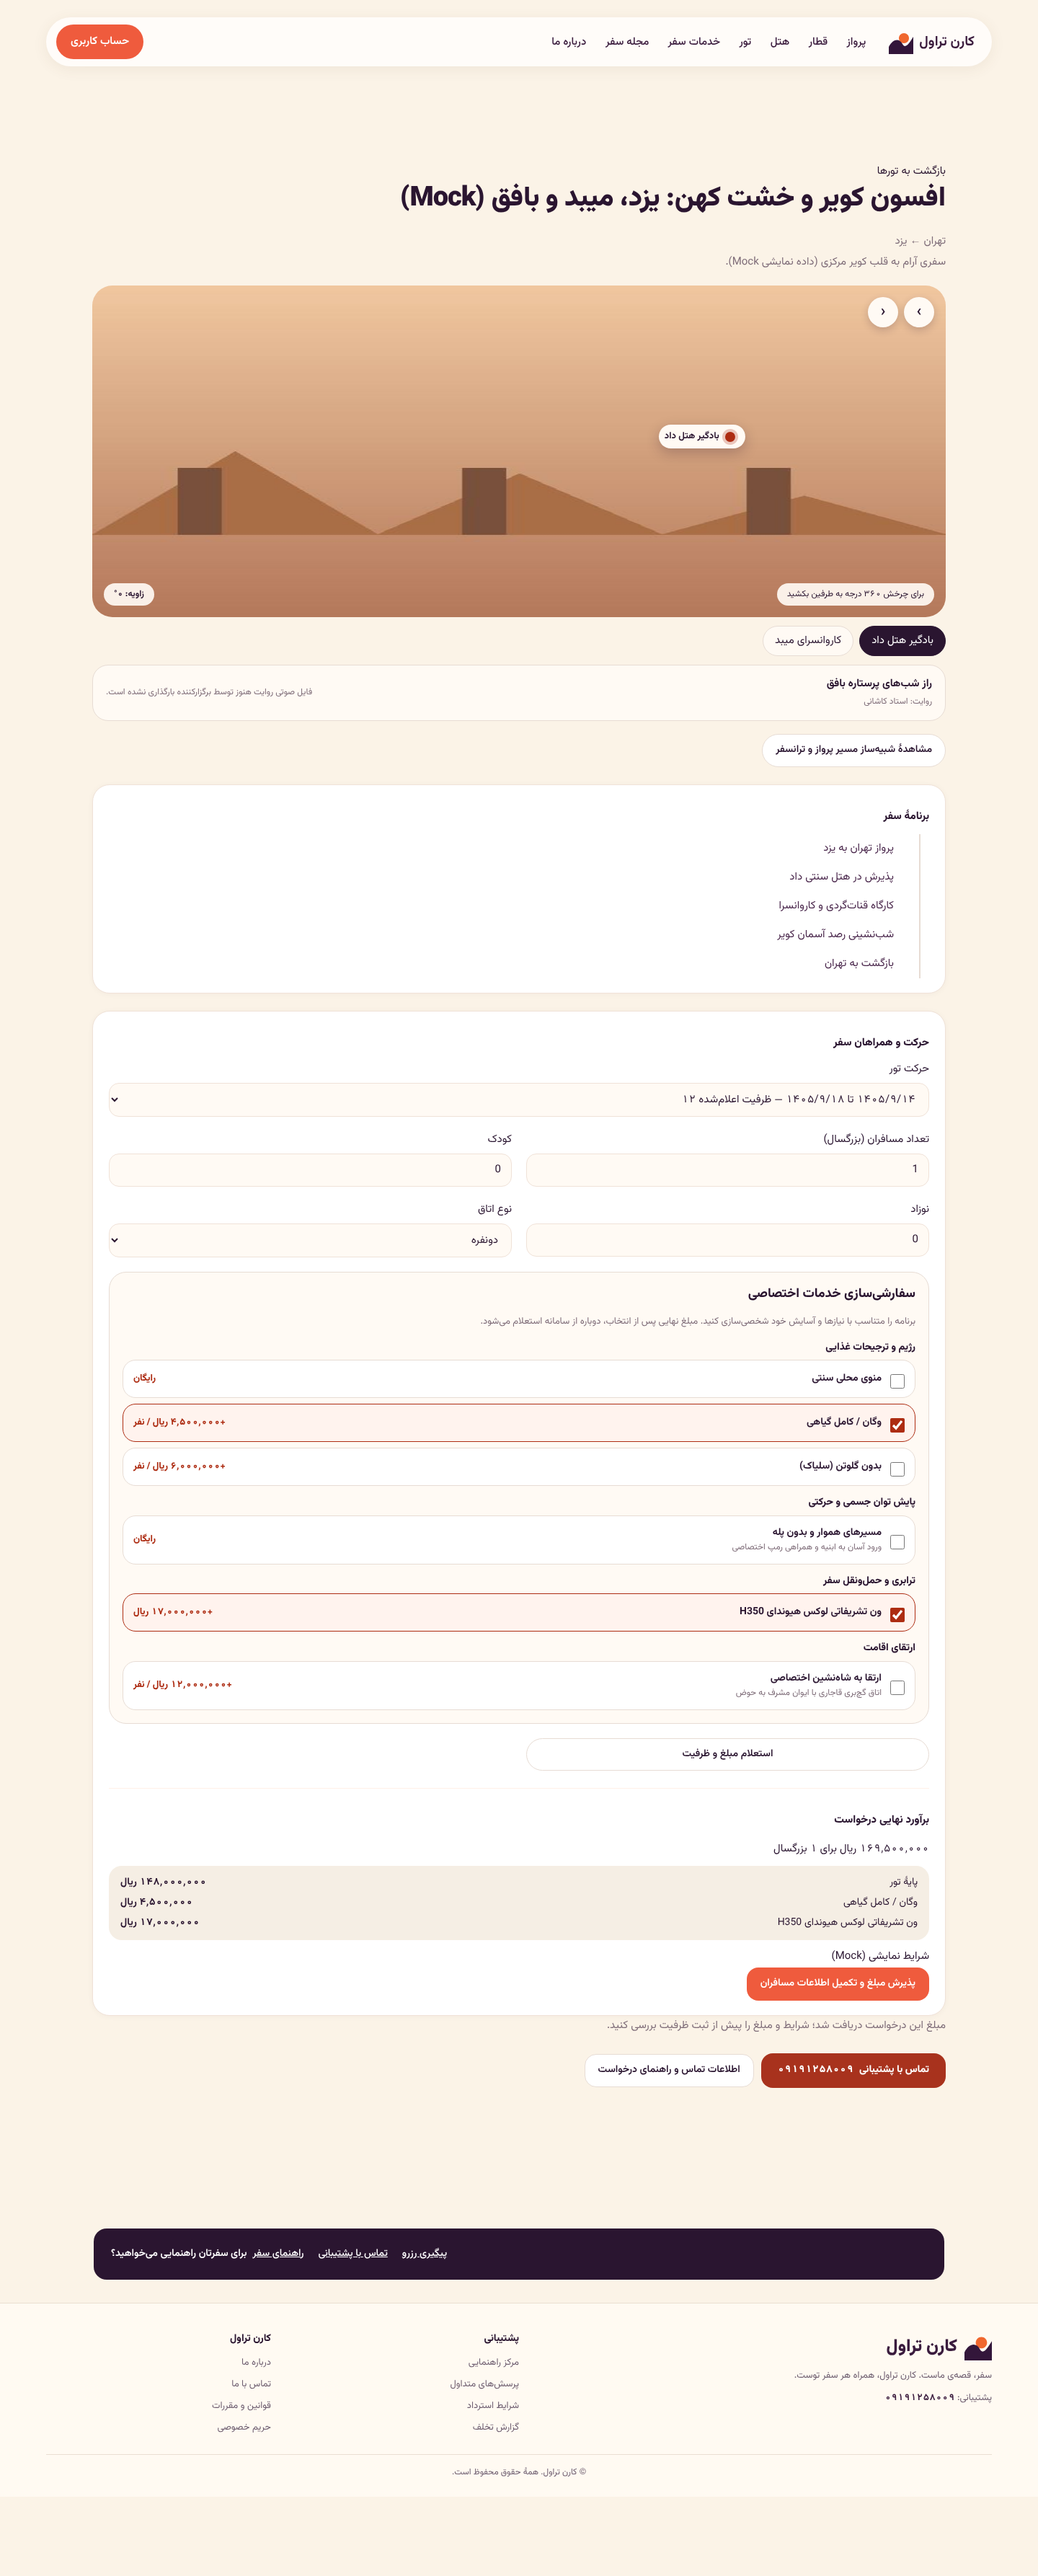 کارن تراول
پرواز
قطار
هتل
تور
خدمات سفر
مجله سفر
درباره ما
حساب کاربری
بازگشت به تورها
افسون کویر و خشت کهن: یزد، میبد و بافق (Mock)
تهران ← یزد
سفری آرام به قلب کویر مرکزی (داده نمایشی Mock).
بادگیر هتل داد
برای چرخش ۳۶۰ درجه به طرفین بکشید
زاویه: ۰°
بادگیر هتل داد
کاروانسرای میبد
راز شب‌های پرستاره بافق
روایت: استاد کاشانی
فایل صوتی روایت هنوز توسط برگزارکننده بارگذاری نشده است.
مشاهدهٔ شبیه‌ساز مسیر پرواز و ترانسفر
برنامهٔ سفر
پرواز تهران به یزد
پذیرش در هتل سنتی داد
کارگاه قنات‌گردی و کاروانسرا
شب‌نشینی رصد آسمان کویر
بازگشت به تهران
حرکت و همراهان سفر
حرکت تور
۱۴۰۵/۹/۱۴ تا ۱۴۰۵/۹/۱۸ — ظرفیت اعلام‌شده ۱۲
تعداد مسافران (بزرگسال)
کودک
1
0
نوزاد
نوع اتاق
0
دونفره
سفارشی‌سازی خدمات اختصاصی
برنامه را متناسب با نیازها و آسایش خود شخصی‌سازی کنید. مبلغ نهایی پس از انتخاب، دوباره از سامانه استعلام می‌شود.
رژیم و ترجیحات غذایی
منوی محلی سنتی
رایگان
وگان / کامل گیاهی
+۴,۵۰۰,۰۰۰ ریال / نفر
بدون گلوتن (سلیاک)
+۶,۰۰۰,۰۰۰ ریال / نفر
پایش توان جسمی و حرکتی
مسیرهای هموار و بدون پله
ورود آسان به ابنیه و همراهی رمپ اختصاصی
رایگان
ترابری و حمل‌ونقل سفر
ون تشریفاتی لوکس هیوندای H350
+۱۷,۰۰۰,۰۰۰ ریال
ارتقای اقامت
ارتقا به شاه‌نشین اختصاصی
اتاق گچ‌بری قاجاری با ایوان مشرف به حوض
+۱۲,۰۰۰,۰۰۰ ریال / نفر
استعلام مبلغ و ظرفیت
برآورد نهایی درخواست
۱۶۹,۵۰۰,۰۰۰ ریال برای ۱ بزرگسال
پایهٔ تور
۱۴۸,۰۰۰,۰۰۰ ریال
وگان / کامل گیاهی
۴,۵۰۰,۰۰۰ ریال
ون تشریفاتی لوکس هیوندای H350
۱۷,۰۰۰,۰۰۰ ریال
شرایط نمایشی (Mock)
پذیرش مبلغ و تکمیل اطلاعات مسافران
مبلغ این درخواست دریافت شد؛ شرایط و مبلغ را پیش از ثبت ظرفیت بررسی کنید.
تماس با پشتیبانی ۰۹۱۹۱۲۵۸۰۰۹
اطلاعات تماس و راهنمای درخواست
پیگیری رزرو
تماس با پشتیبانی
راهنمای سفر
برای سفرتان راهنمایی می‌خواهید؟
کارن تراول
سفر، قصه‌ی ماست. کارن تراول، همراه هر سفر توست.
پشتیبانی: ۰۹۱۹۱۲۵۸۰۰۹
پشتیبانی
مرکز راهنمایی
پرسش‌های متداول
شرایط استرداد
گزارش تخلف
کارن تراول
درباره ما
تماس با ما
قوانین و مقررات
حریم خصوصی
© کارن تراول. همهٔ حقوق محفوظ است.